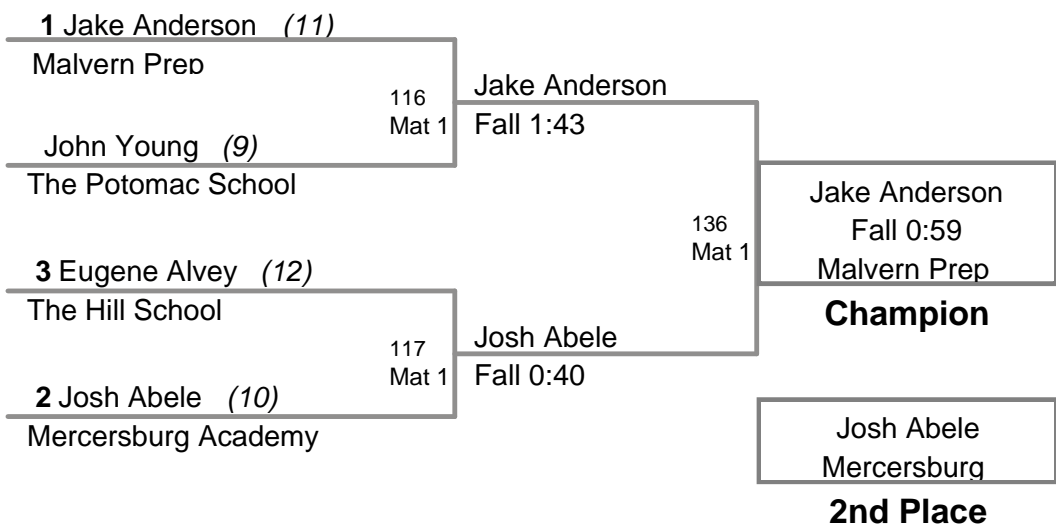 1 Jake Anderson (11)
Malvern Prep
116
Mat 1
Jake Anderson
Fall 1:43
John Young (9)
The Potomac School
136
Mat 1
Jake Anderson
Fall 0:59
Malvern Prep
Champion
3 Eugene Alvey (12)
The Hill School
117
Mat 1
Josh Abele
Fall 0:40
2 Josh Abele (10)
Mercersburg Academy
Josh Abele
Mercersburg
2nd Place